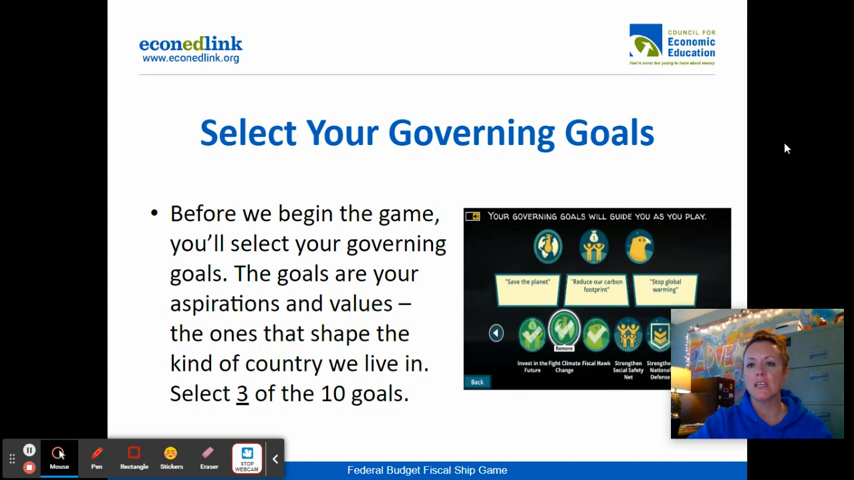 econedlink
www.econedlink.org
COUNCIL FOR
Economic
Education
Select Your Governing Goals
• Before we begin the game,
you'll select your governing
goals. The goals are your
aspirations and values –
the ones that shape the
kind of country we live in.
Select 3 of the 10 goals.
YOUR GOVERNING GOALS WILL GUIDE YOU AS YOU PLAY.
"Save the planet"
"Reduce our carbon
footprint"
"Stop global
warming"
Remove
Invest in the
Future
Fight Climate
Change
Fiscal Hawk
Strengthen
Social Safety
Net
Strengthen
National
Defense
Back
Mouse
Pen
Rectangle
Stickers
Eraser
STOP
WEBCAM
Federal Budget Fiscal Ship Game